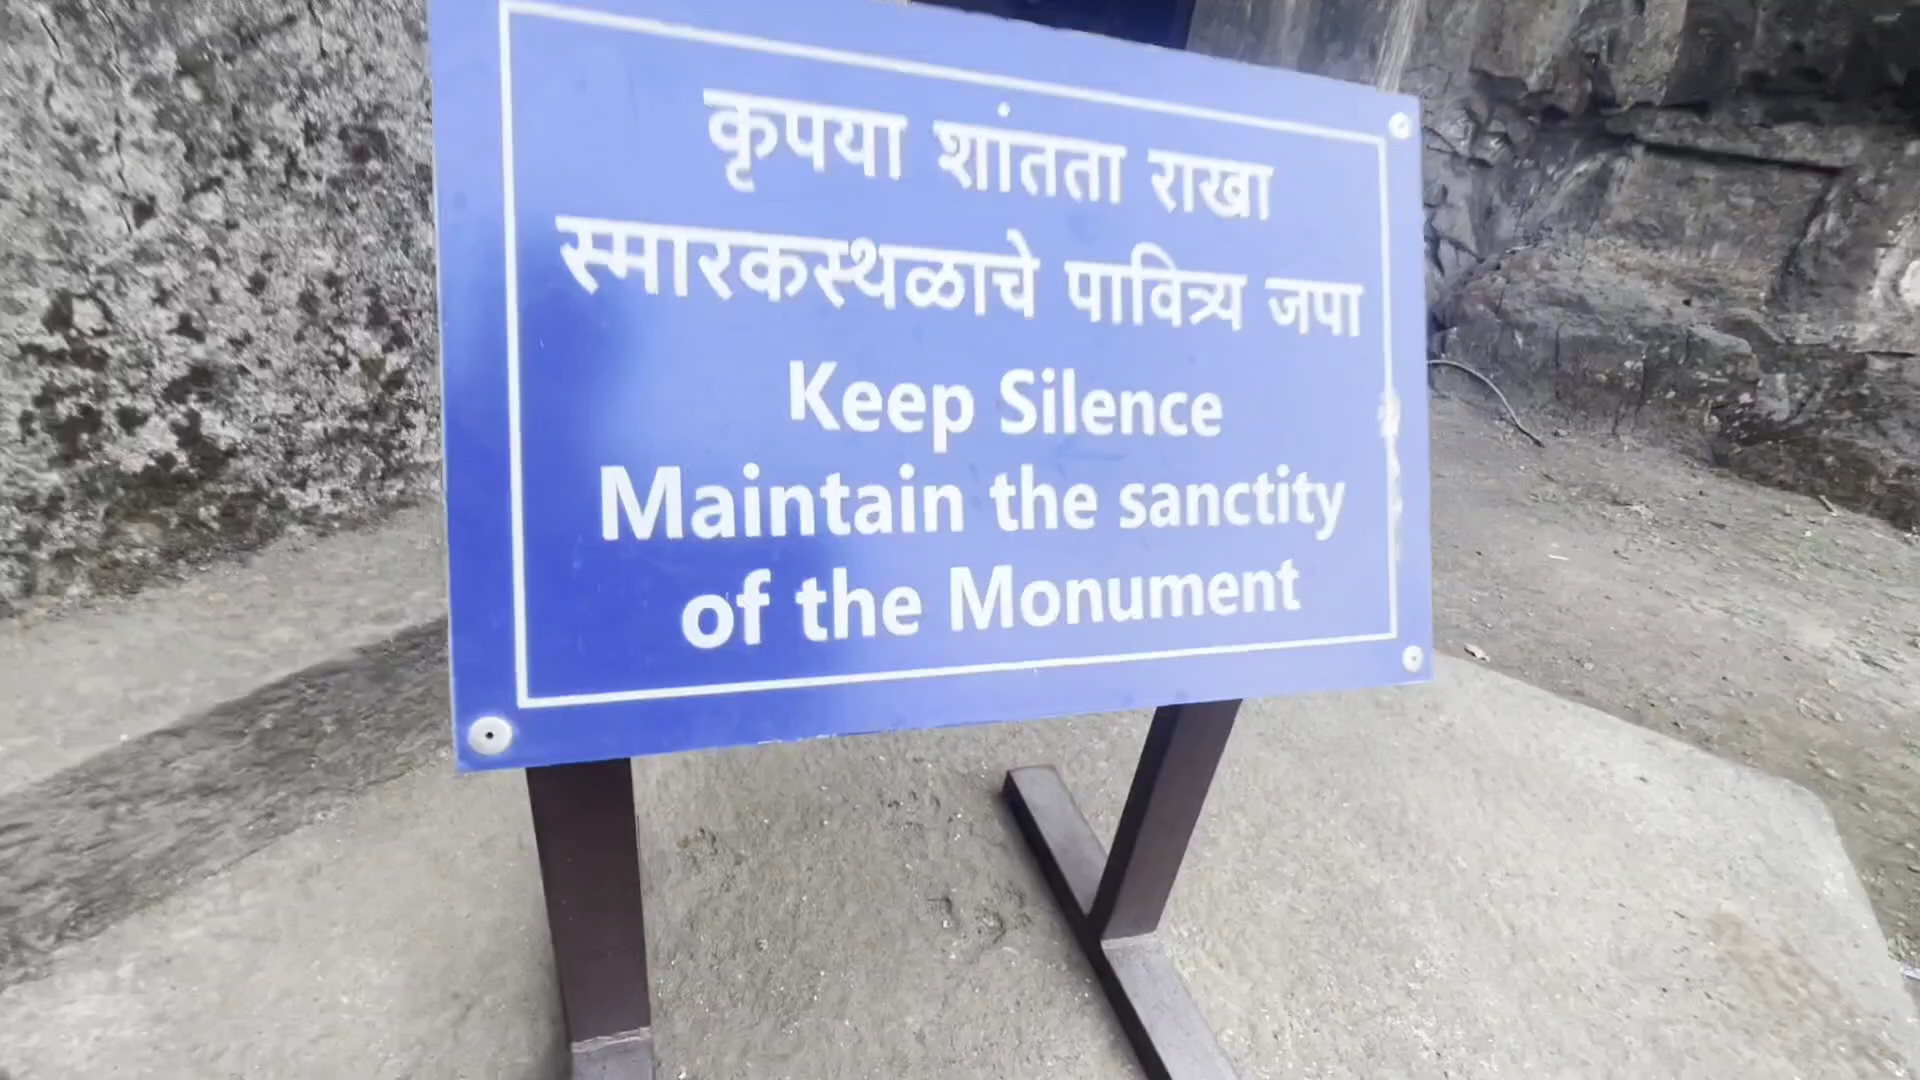 कृपया शांतता राखा
स्मारकस्थळाचे पावित्र्य जपा
Keep Silence
Maintain the sanctity
of the Monument